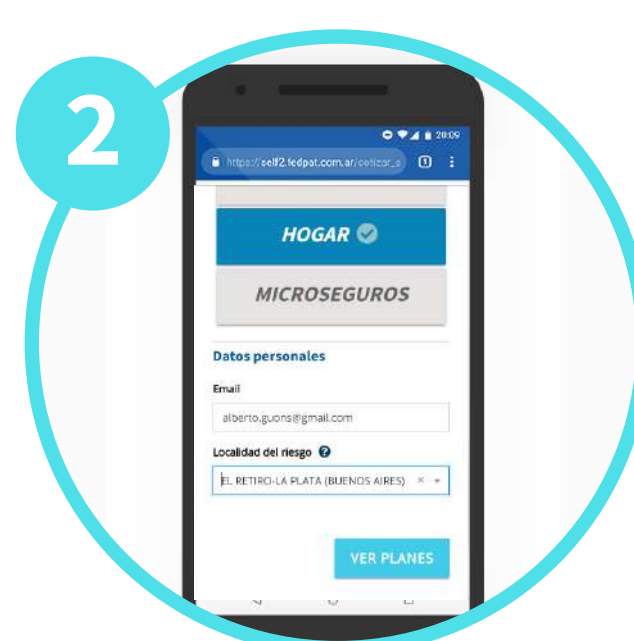 2
20:09
https://self2.fedpat.com.ar/cotizar_s
1
HOGAR
MICROSEGUROS
Datos personales
Email
alberto.guons@gmail.com
Localidad del riesgo ?
EL RETIRO-LA PLATA (BUENOS AIRES) ×
VER PLANES